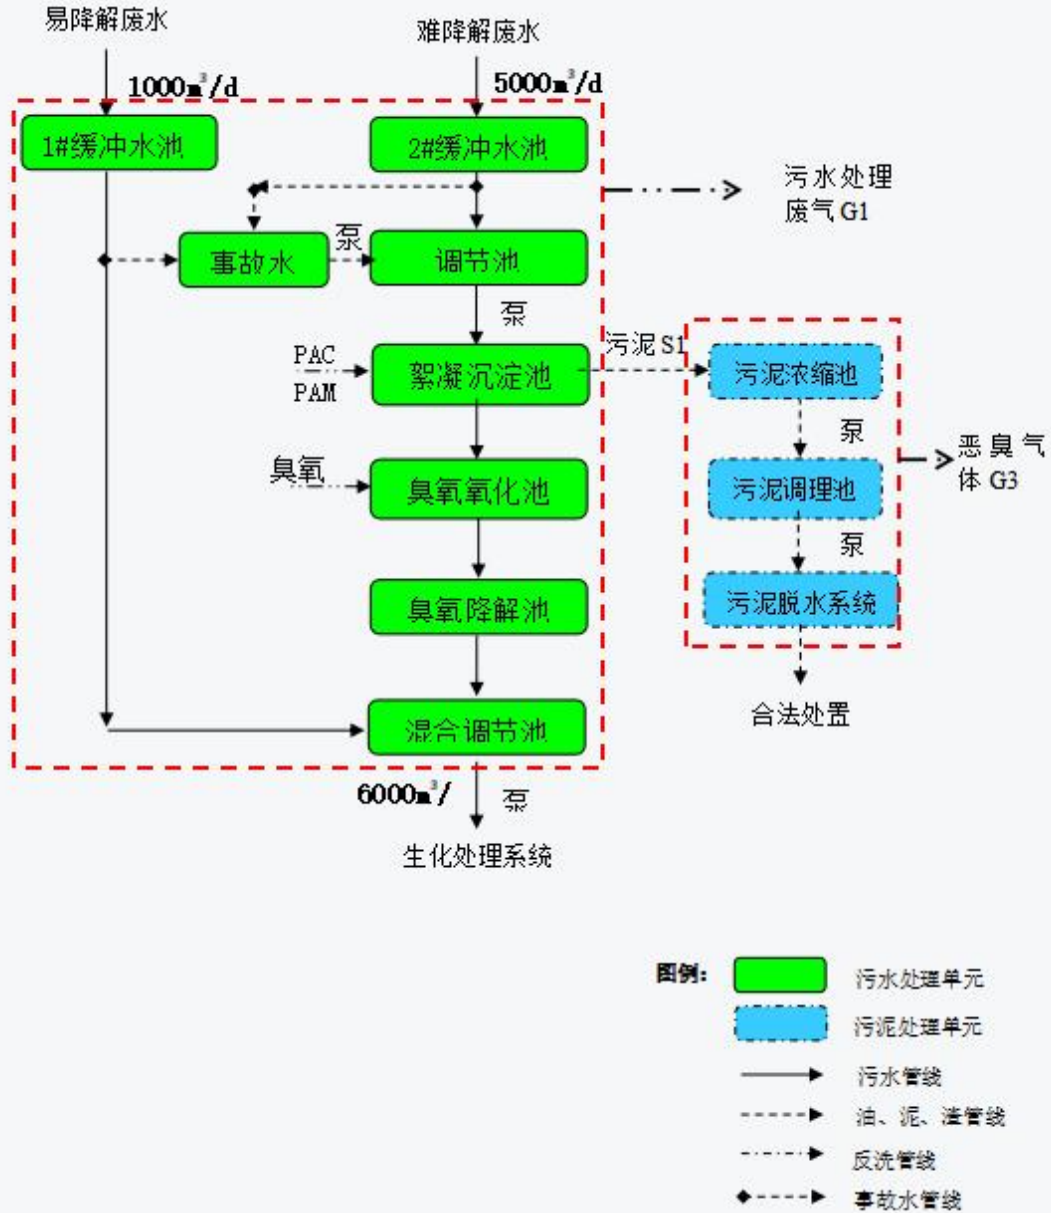 易降解废水
难降解废水
1000m³/d
5000m³/d
1#缓冲水池
2#缓冲水池
污水处理
废气G1
事故水
泵
调节池
泵
PAC
PAM
絮凝沉淀池
污泥 S1
污泥浓缩池
泵
恶臭气
体 G3
臭氧
臭氧氧化池
污泥调理池
泵
臭氧降解池
污泥脱水系统
混合调节池
合法处置
6000m³/
泵
生化处理系统
图例：
污水处理单元
污泥处理单元
污水管线
油、泥、渣管线
反洗管线
事故水管线